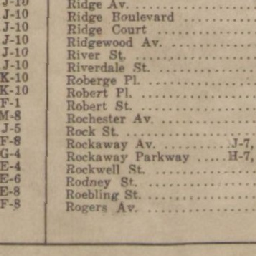 J-10
J-10
J-10
J-10
J-10
J-10
K-10
K-10
F-1
M-8
J-5
F-8
G-4
E-4
E-6
E-8
F-8
Ridge Av.
Ridge Boulevard
Ridge Court
Ridgewood Av.
River St.
Riverdale St.
Roberge Pl.
Robert Pl.
Robert St.
Rochester Av.
Rock St.
Rockaway Av. J-7,
Rockaway Parkway H-7,
Rockwell St.
Rodney St.
Roebling St.
Rogers Av.